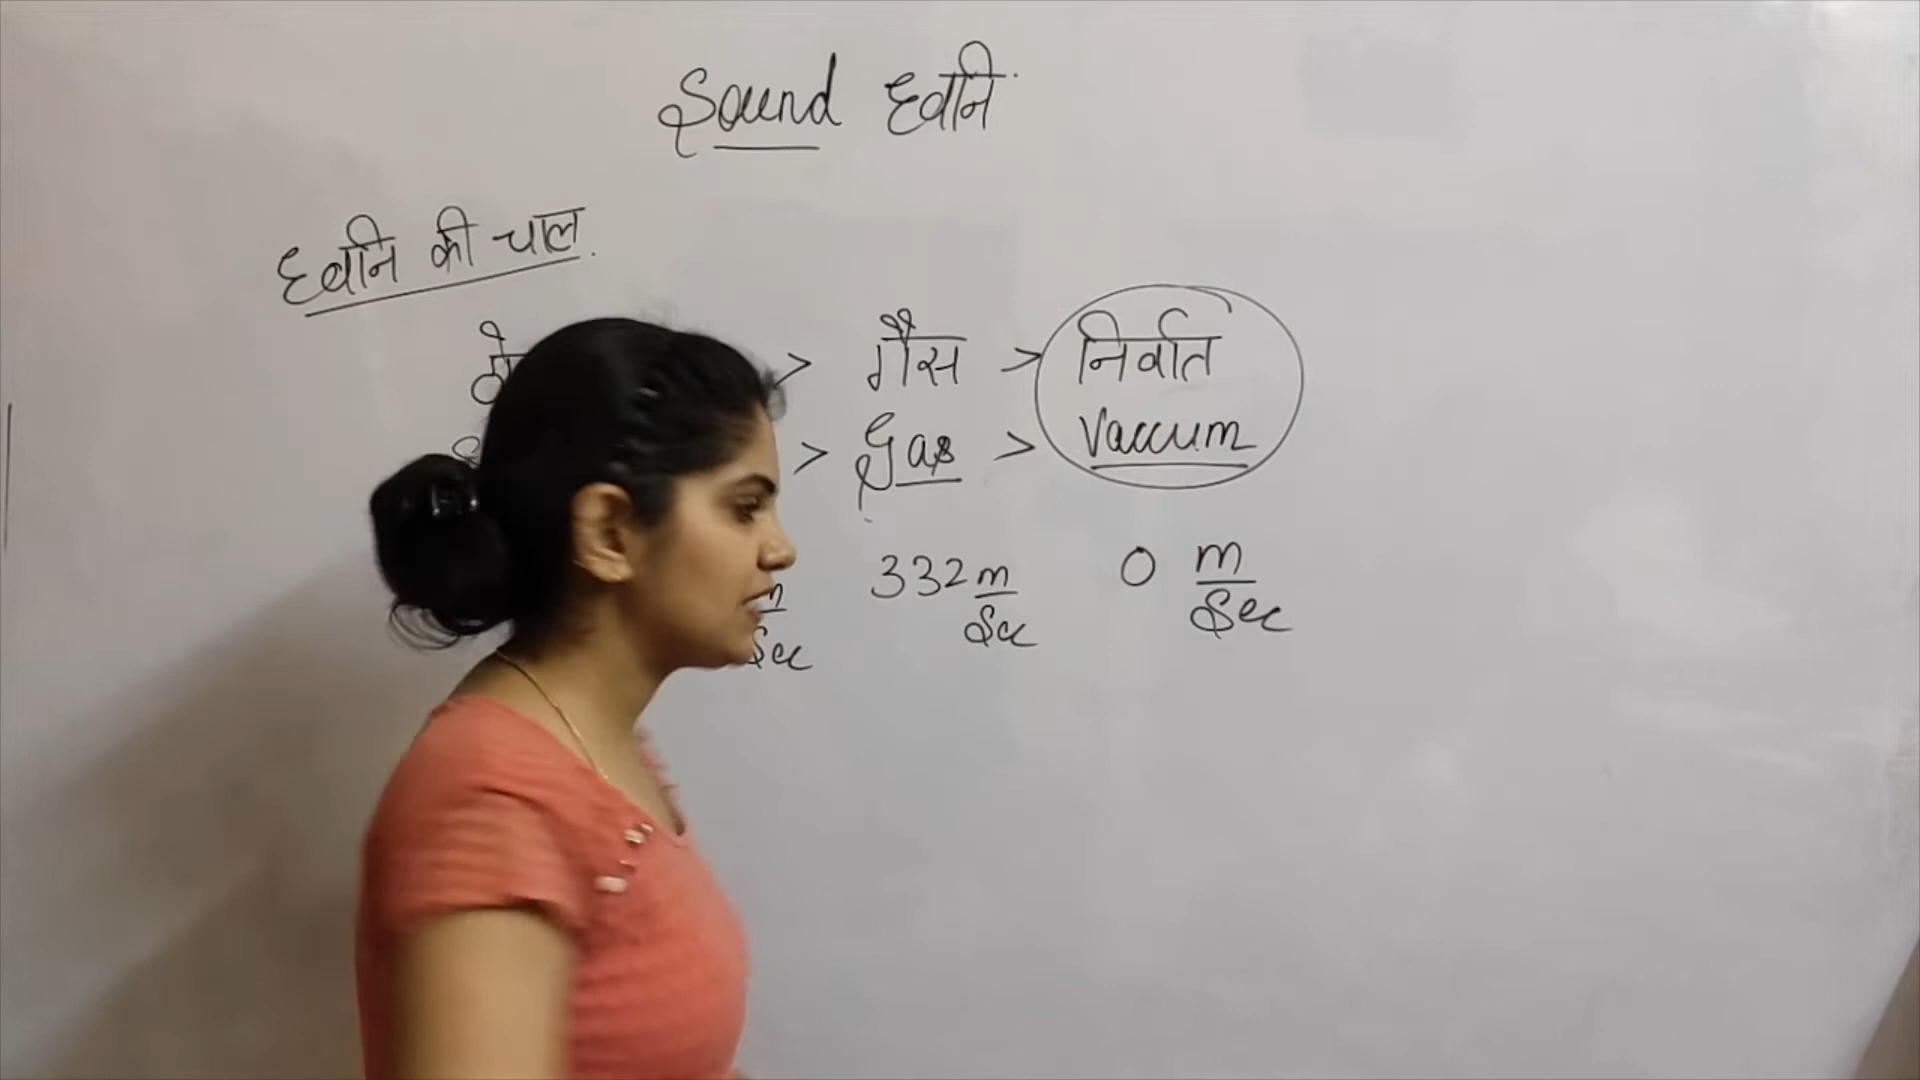 Sound ध्वनि
ध्वनि की चाल
> गैस > निर्वात
> Gas > Vaccum
332 m/Sec 0 m/Sec